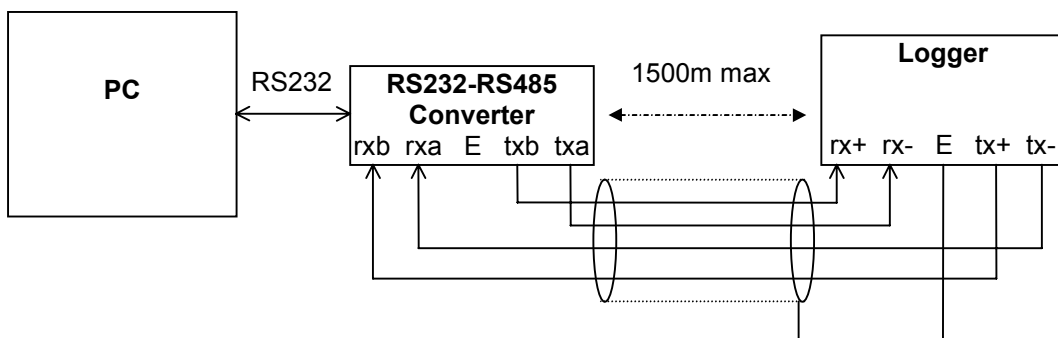 PC
RS232
RS232-RS485
Converter
rxb rxa E txb txa
1500m max
Logger
rx+ rx- E tx+ tx-